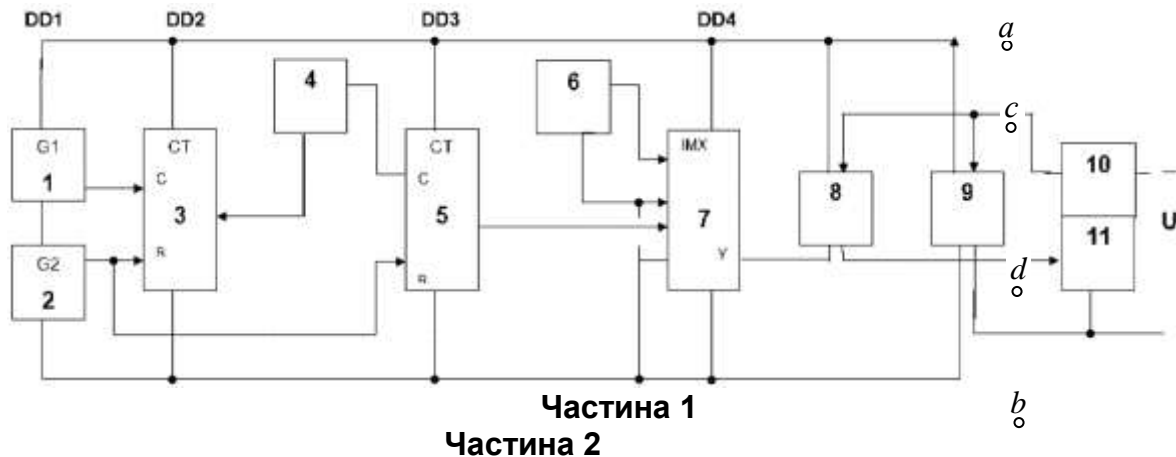 DD1 DD2 DD3 DD4 a
4 6 c
G1 CT CT IMX 10
1 C C 8 9 U
3 5 7 11
G2 R Y d
2 R
Частина 1 b
Частина 2